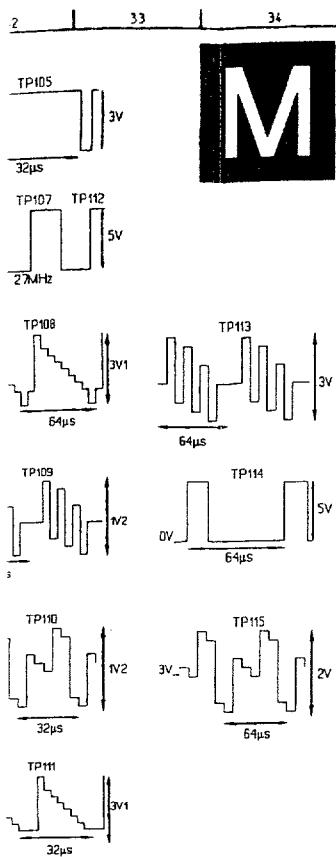 2 33 34
TP105
M
3V
32µs
TP107 TP112
5V
27MHz
TP108
3V1
64µs
TP113
3V
64µs
TP109
1V2
s
TP114
5V
0V
64µs
TP110
1V2
32µs
TP115
3V
2V
64µs
TP111
3V1
32µs